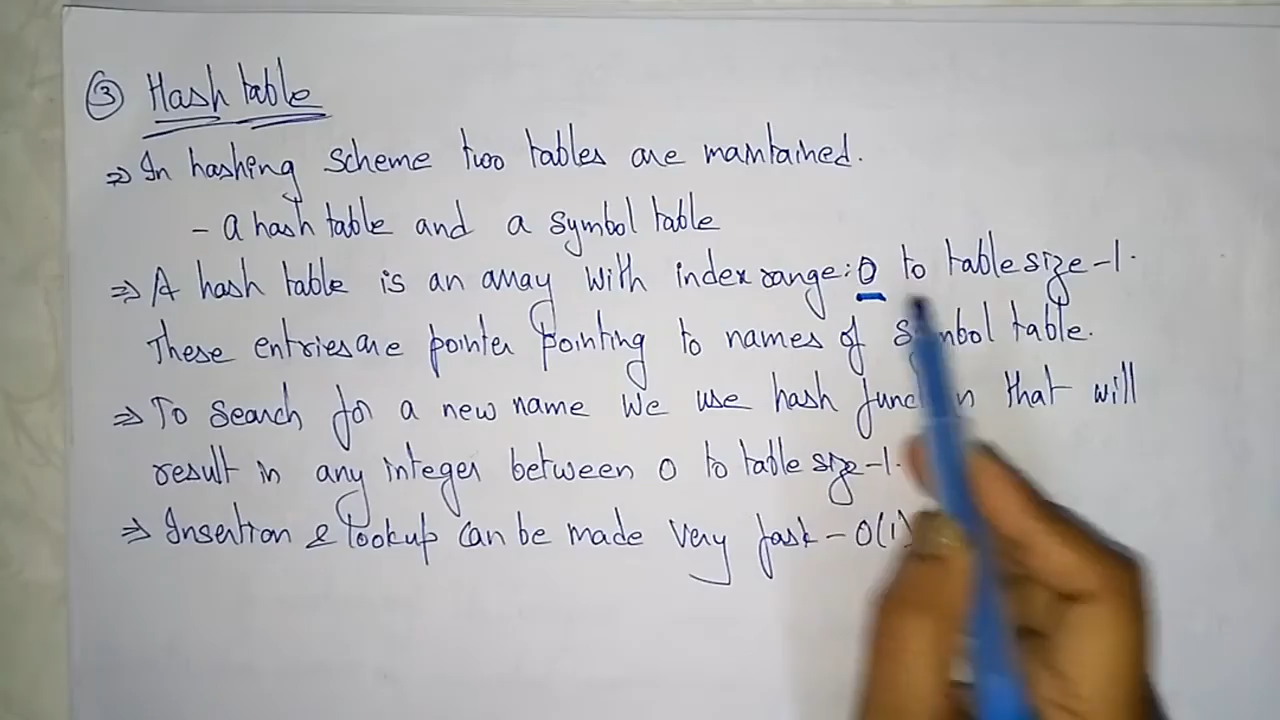 ③ Hash table
⇒ In hashing scheme two tables are maintained.
- a hash table and a symbol table
⇒ A hash table is an array with index range: 0 to table size-1.
These entries are pointer pointing to names of symbol table.
⇒ To Search for a new name we use hash function that will
result in any integer between 0 to table size-1.
⇒ Insertion & lookup can be made very fast - O(1)